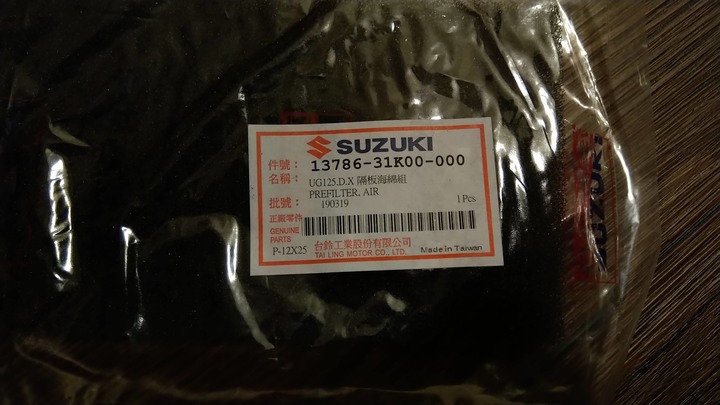 SUZUKI
件號： 13786-31K00-000
名稱： UG125.D.X 隔板海綿組
PREFILTER, AIR
批號： 190319 1 Pcs
正廠零件
GENUINE
PARTS
P-12X25 台鈴工業股份有限公司 Made in Taiwan
TAI LING MOTOR CO., LTD.
SUZUKI